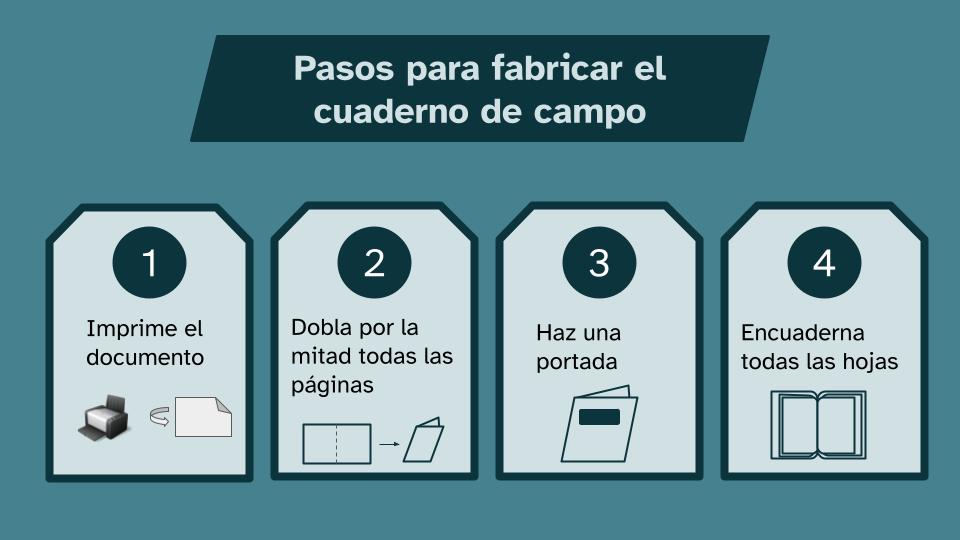 Pasos para fabricar el
cuaderno de campo
1
Imprime el
documento
2
Dobla por la
mitad todas las
páginas
3
Haz una
portada
4
Encuaderna
todas las hojas